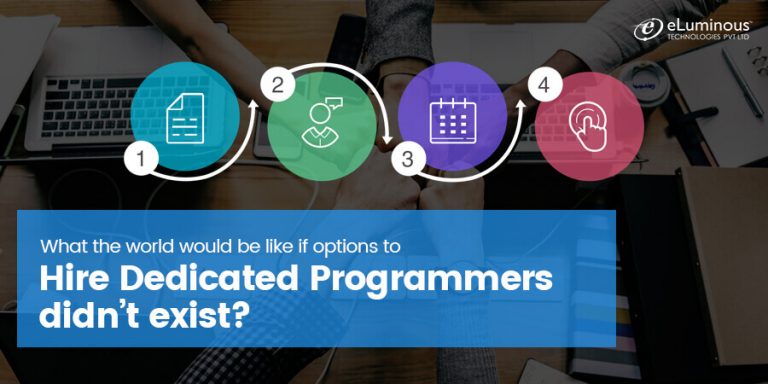 eLuminous
TECHNOLOGIES PVT LTD
1
2
3
4
What the world would be like if options to
Hire Dedicated Programmers
didn't exist?